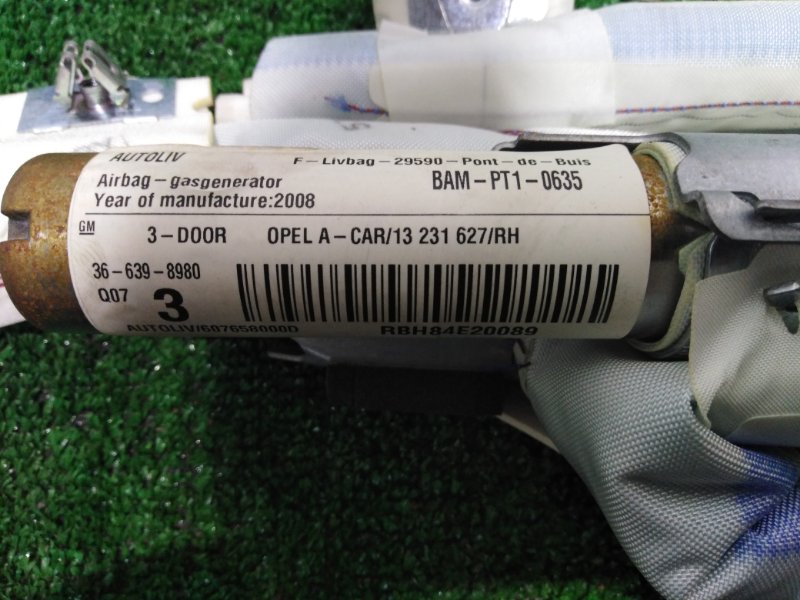 AUTOLIV F-Livbag-29590-Pont-de-Buis
Airbag-gasgenerator BAM-PT1-0635
Year of manufacture:2008
GM 3-DOOR OPEL A-CAR/13 231 627/RH
36-639-8980
Q07 3
AUTOLIV/607658000D RBH84E20089